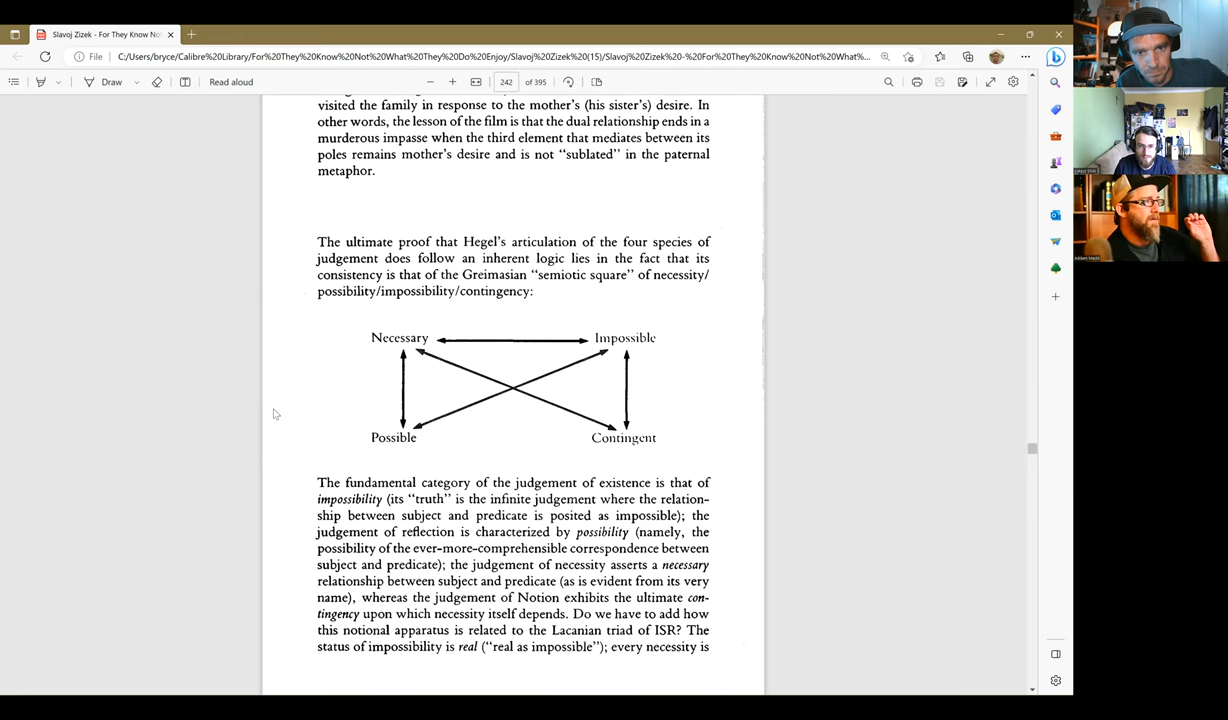 Slavoj Zizek - For They Know Not
File
C:/Users/bryce/Calibre%20Library/For%20They%20Know%20Not%20What%20They%20Do%20Enjoy/Slavoj%20Zizek%20(15)/Slavoj%20Zizek%20-%20For%20They%20Know%20Not%20What%20They%20Do%20Enjoy%...
Draw
Read aloud
242 of 395
visited the family in response to the mother's (his sister's) desire. In
other words, the lesson of the film is that the dual relationship ends in a
murderous impasse when the third element that mediates between its
poles remains mother's desire and is not "sublated" in the paternal
metaphor.
The ultimate proof that Hegel's articulation of the four species of
judgement does follow an inherent logic lies in the fact that its
consistency is that of the Greimasian "semiotic square" of necessity/
possibility/impossibility/contingency:
Necessary
Impossible
Possible
Contingent
The fundamental category of the judgement of existence is that of
impossibility (its "truth" is the infinite judgement where the relation-
ship between subject and predicate is posited as impossible); the
judgement of reflection is characterized by possibility (namely, the
possibility of the ever-more-comprehensible correspondence between
subject and predicate); the judgement of necessity asserts a necessary
relationship between subject and predicate (as is evident from its very
name), whereas the judgement of Notion exhibits the ultimate con-
tingency upon which necessity itself depends. Do we have to add how
this notional apparatus is related to the Lacanian triad of ISR? The
status of impossibility is real ("real as impossible"); every necessity is